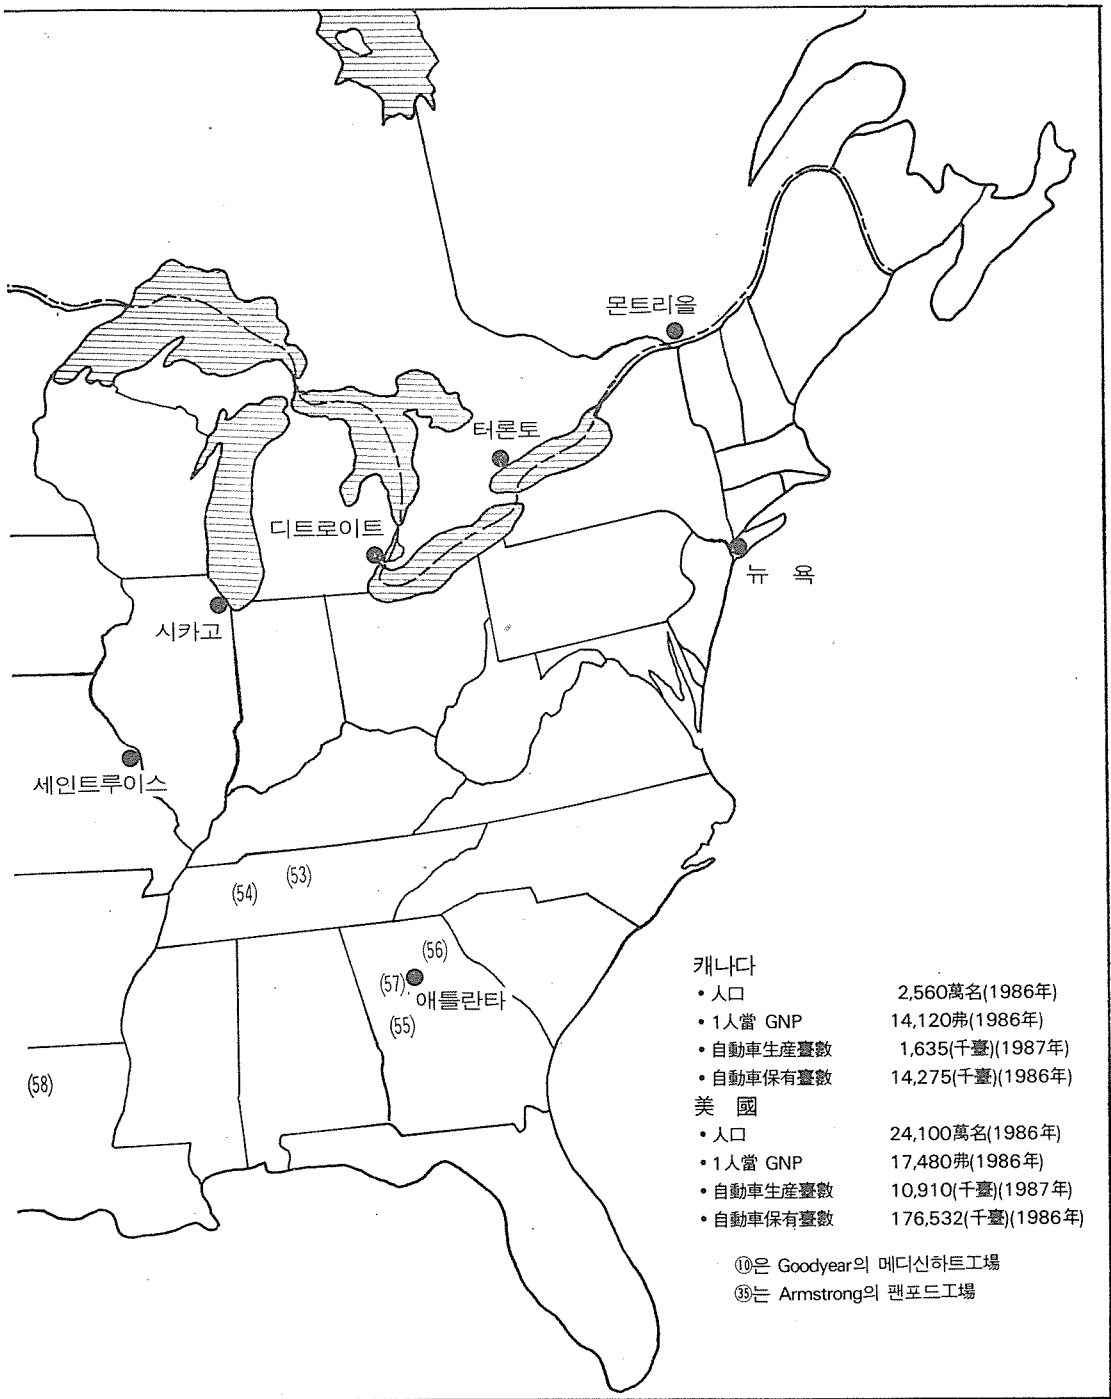 몬트리올
터론토
디트로이트
뉴 욕
시카고
세인트루이스
(53)
(54)
(56)
(57)
애틀란타
(55)
(58)
캐나다
• 人口 2,560萬名(1986年)
• 1人當 GNP 14,120弗(1986年)
• 自動車生産臺數 1,635(千臺)(1987年)
• 自動車保有臺數 14,275(千臺)(1986年)
美 國
• 人口 24,100萬名(1986年)
• 1人當 GNP 17,480弗(1986年)
• 自動車生産臺數 10,910(千臺)(1987年)
• 自動車保有臺數 176,532(千臺)(1986年)
⑩은 Goodyear의 메디신하트工場
㉟는 Armstrong의 팬포드工場